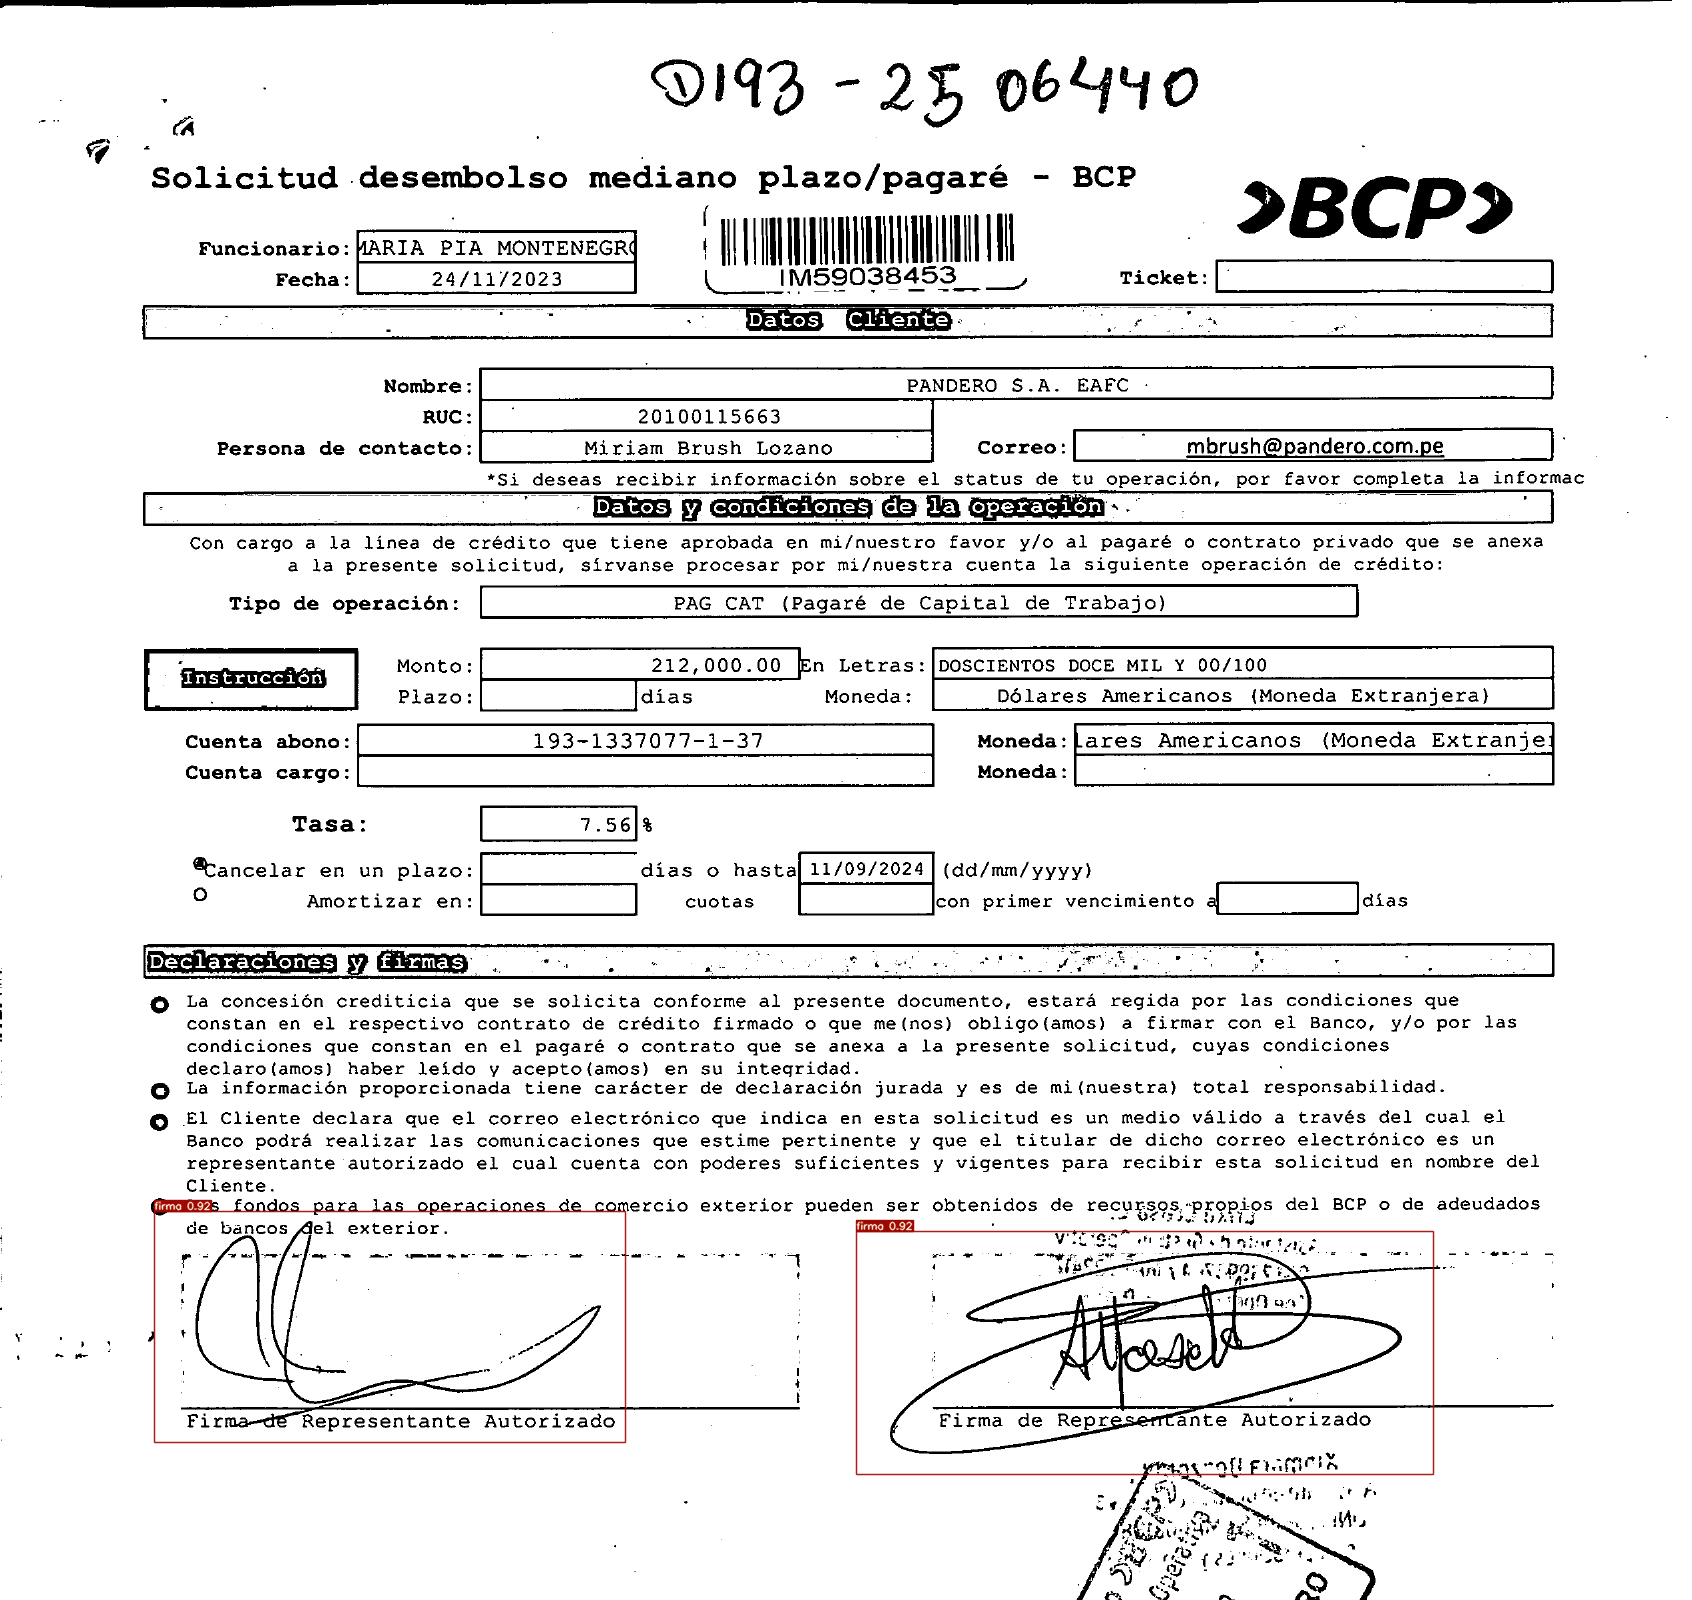 D193-25 06440
Solicitud desembolso mediano plazo/pagaré - BCP
BCP
Funcionario: MARIA PIA MONTENEGRO
Fecha: 24/11/2023
IM59038453
Ticket:
Datos Cliente
Nombre: PANDERO S.A. EAFC
RUC: 20100115663
Persona de contacto: Miriam Brush Lozano Correo: mbrush@pandero.com.pe
*Si deseas recibir información sobre el status de tu operación, por favor completa la informac
Datos y condiciones de la operación
Con cargo a la línea de crédito que tiene aprobada en mi/nuestro favor y/o al pagaré o contrato privado que se anexa
a la presente solicitud, sírvanse procesar por mi/nuestra cuenta la siguiente operación de crédito:
Tipo de operación: PAG CAT (Pagaré de Capital de Trabajo)
Instrucción
Monto: 212,000.00 En Letras: DOSCIENTOS DOCE MIL Y 00/100
Plazo: días Moneda: Dólares Americanos (Moneda Extranjera)
Cuenta abono: 193-1337077-1-37 Moneda: lares Americanos (Moneda Extranje
Cuenta cargo: Moneda:
Tasa: 7.56 %
Cancelar en un plazo: días o hasta 11/09/2024 (dd/mm/yyyy)
Amortizar en: cuotas con primer vencimiento a días
Declaraciones y firmas
La concesión crediticia que se solicita conforme al presente documento, estará regida por las condiciones que
constan en el respectivo contrato de crédito firmado o que me(nos) obligo(amos) a firmar con el Banco, y/o por las
condiciones que constan en el pagaré o contrato que se anexa a la presente solicitud, cuyas condiciones
declaro(amos) haber leído y acepto(amos) en su integridad.
La información proporcionada tiene carácter de declaración jurada y es de mi(nuestra) total responsabilidad.
El Cliente declara que el correo electrónico que indica en esta solicitud es un medio válido a través del cual el
Banco podrá realizar las comunicaciones que estime pertinente y que el titular de dicho correo electrónico es un
representante autorizado el cual cuenta con poderes suficientes y vigentes para recibir esta solicitud en nombre del
Cliente.
firma 0.92
s fondos para las operaciones de comercio exterior pueden ser obtenidos de recursos propios del BCP o de adeudados
de bancos del exterior.
firma 0.92
Firma de Representante Autorizado
Firma de Representante Autorizado